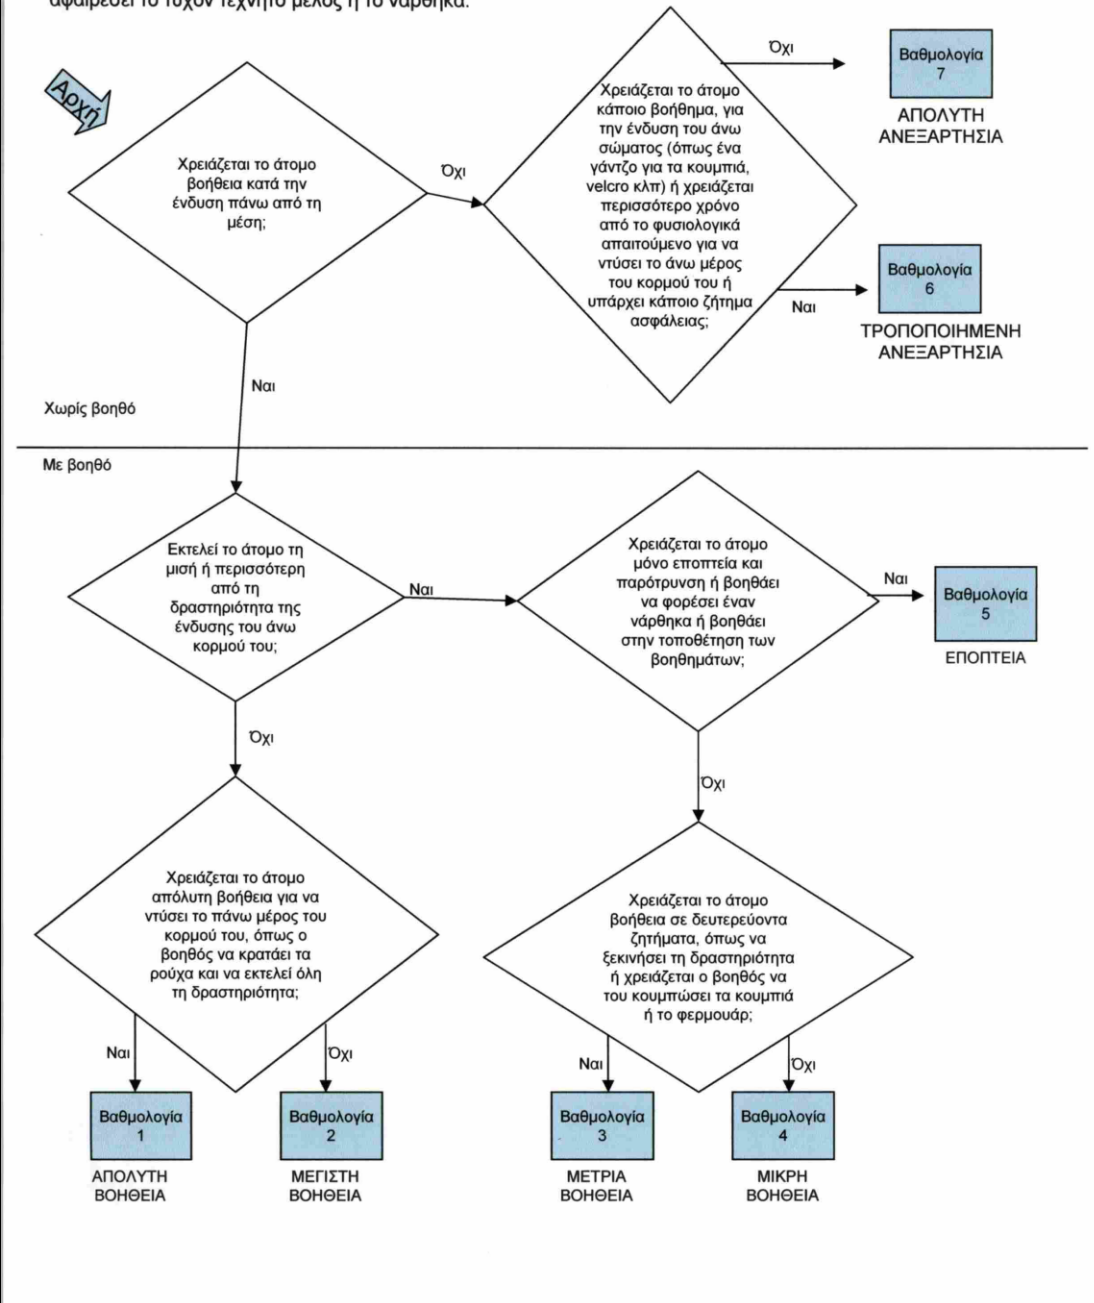 αφαιρέσει το τυχόν τεχνητό μέλος ή το νάρθηκα.
Αρχή
Χρειάζεται το άτομο
βοήθεια κατά την
ένδυση πάνω από τη
μέση;
Όχι
Χρειάζεται το άτομο
κάποιο βοήθημα, για
την ένδυση του άνω
σώματος (όπως ένα
γάντζο για τα κουμπιά,
velcro κλπ) ή χρειάζεται
περισσότερο χρόνο
από το φυσιολογικά
απαιτούμενο για να
ντύσει το άνω μέρος
του κορμού του ή
υπάρχει κάποιο ζήτημα
ασφάλειας;
Όχι
Βαθμολογία
7
ΑΠΟΛΥΤΗ
ΑΝΕΞΑΡΤΗΣΙΑ
Ναι
Βαθμολογία
6
ΤΡΟΠΟΠΟΙΗΜΕΝΗ
ΑΝΕΞΑΡΤΗΣΙΑ
Ναι
Χωρίς βοηθό
Με βοηθό
Εκτελεί το άτομο τη
μισή ή περισσότερη
από τη
δραστηριότητα της
ένδυσης του άνω
κορμού του;
Ναι
Χρειάζεται το άτομο
μόνο εποπτεία και
παρότρυνση ή βοηθάει
να φορέσει έναν
νάρθηκα ή βοηθάει
στην τοποθέτηση των
βοηθημάτων;
Ναι
Βαθμολογία
5
ΕΠΟΠΤΕΙΑ
Όχι
Όχι
Χρειάζεται το άτομο
απόλυτη βοήθεια για να
ντύσει το πάνω μέρος του
κορμού του, όπως ο
βοηθός να κρατάει τα
ρούχα και να εκτελεί όλη
τη δραστηριότητα;
Χρειάζεται το άτομο
βοήθεια σε δευτερεύοντα
ζητήματα, όπως να
ξεκινήσει τη δραστηριότητα
ή χρειάζεται ο βοηθός να
του κουμπώσει τα κουμπιά
ή το φερμουάρ;
Ναι
Όχι
Ναι
Όχι
Βαθμολογία
1
ΑΠΟΛΥΤΗ
ΒΟΗΘΕΙΑ
Βαθμολογία
2
ΜΕΓΙΣΤΗ
ΒΟΗΘΕΙΑ
Βαθμολογία
3
ΜΕΤΡΙΑ
ΒΟΗΘΕΙΑ
Βαθμολογία
4
ΜΙΚΡΗ
ΒΟΗΘΕΙΑ